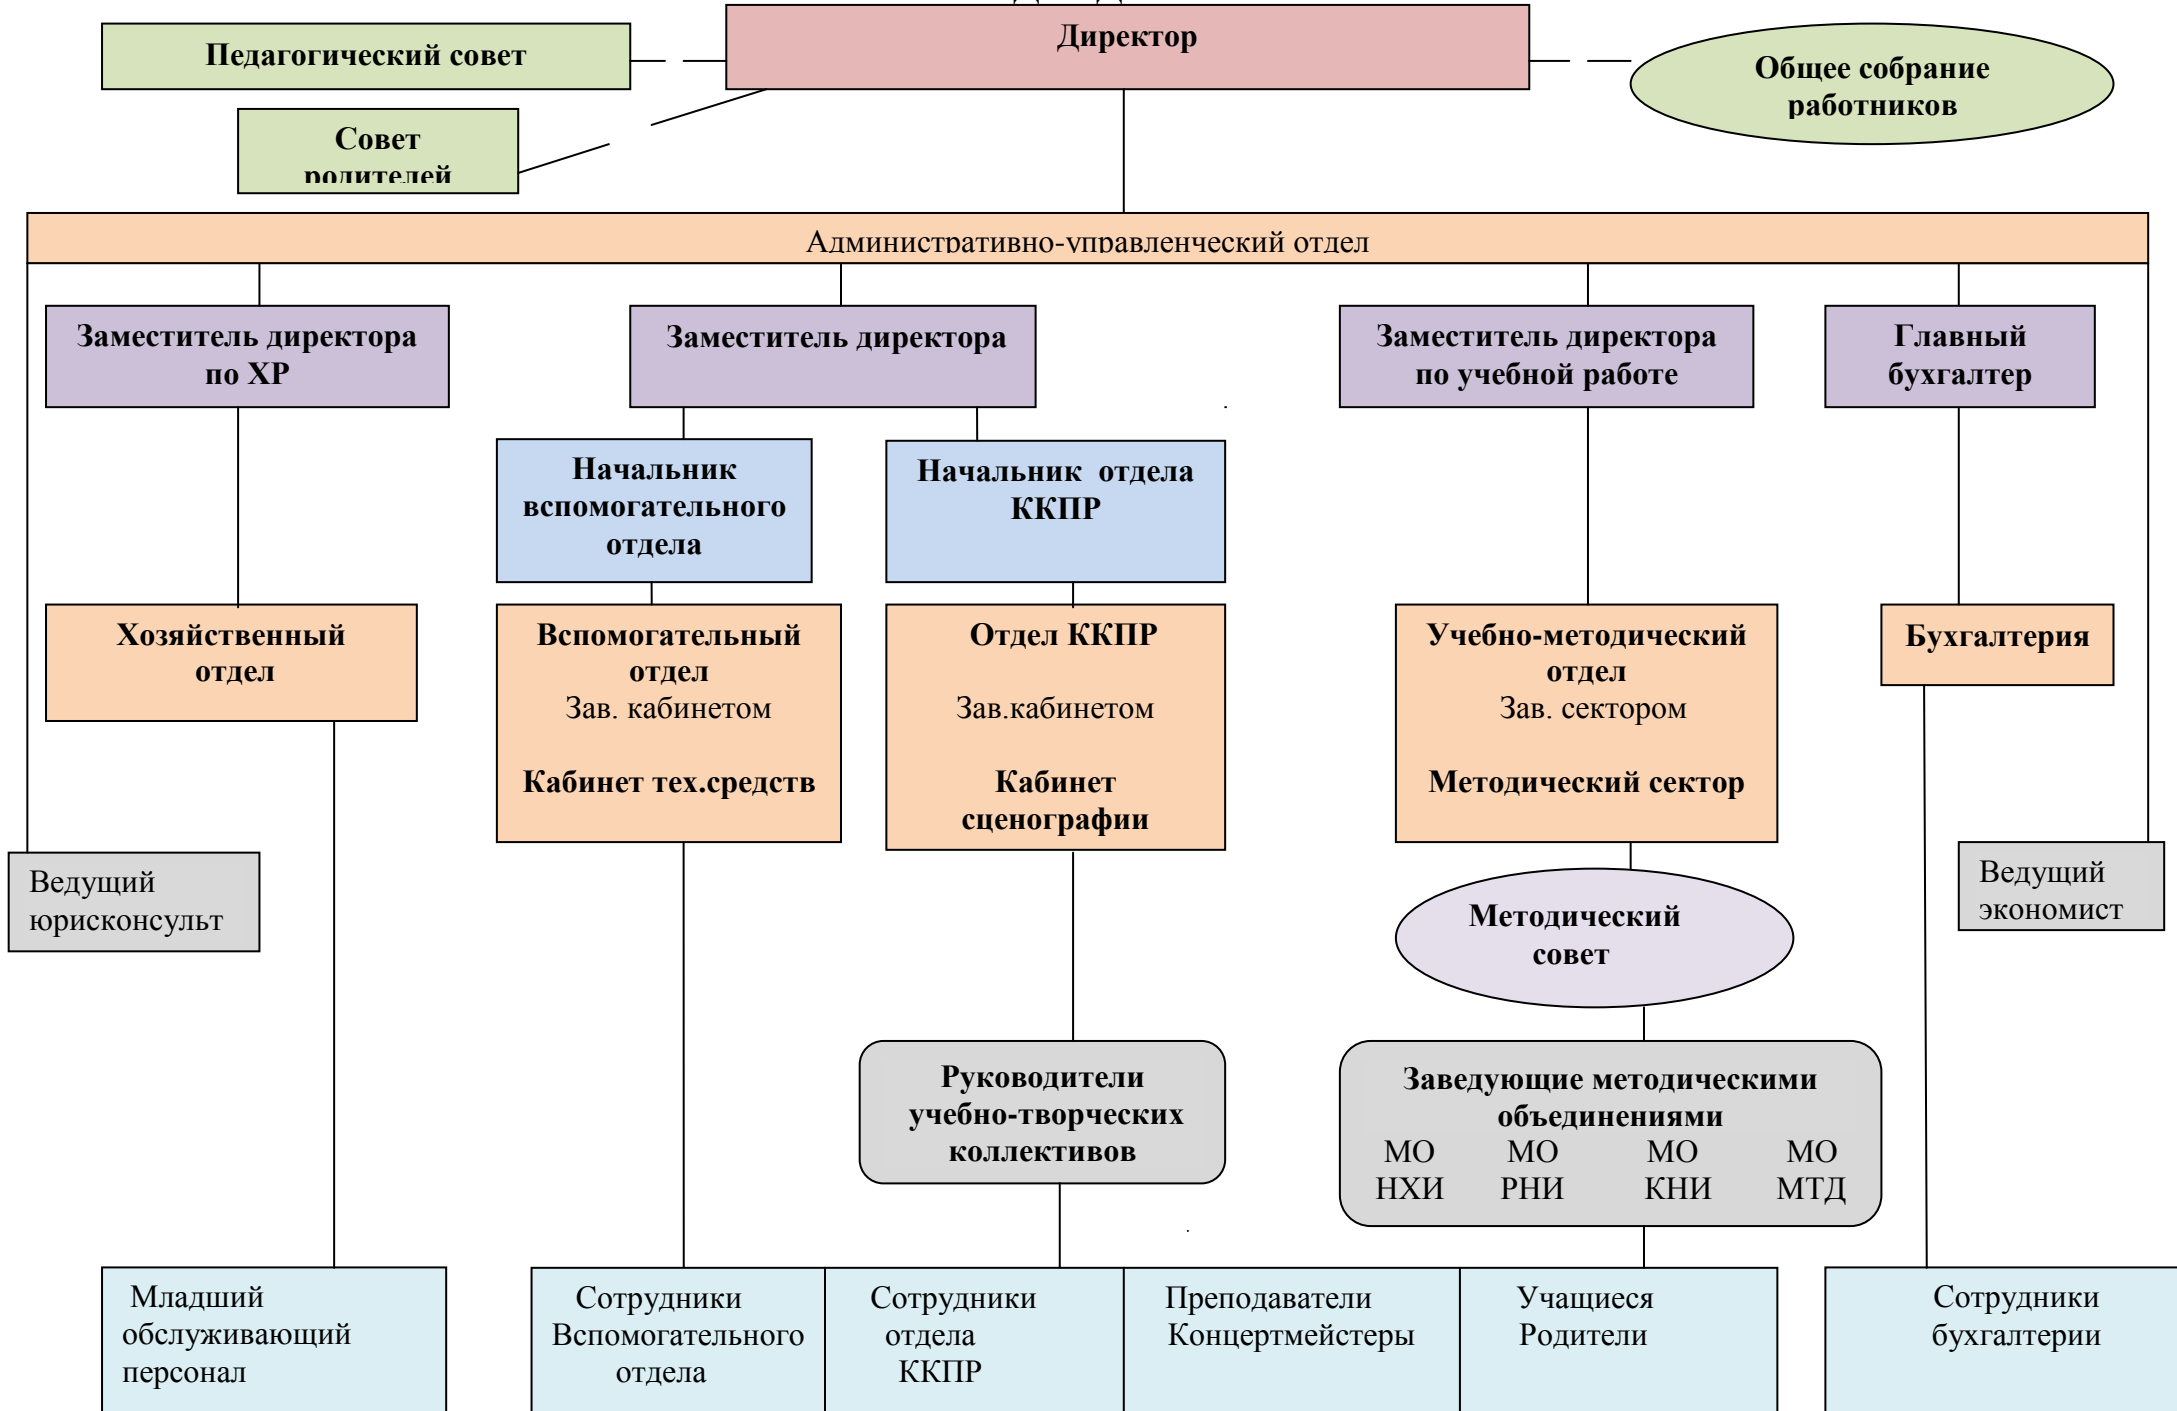 Директор
Педагогический совет
Общее собрание
работников
Совет
родителей
Административно-управленческий отдел
Заместитель директора
по ХР
Заместитель директора
Заместитель директора
по учебной работе
Главный
бухгалтер
Начальник
вспомогательного
отдела
Начальник отдела
ККПР
Хозяйственный
отдел
Вспомогательный
отдел
Зав. кабинетом
Кабинет тех.средств
Отдел ККПР
Зав.кабинетом
Кабинет
сценографии
Учебно-методический
отдел
Зав. сектором
Методический сектор
Бухгалтерия
Ведущий
юрисконсульт
Ведущий
экономист
Методический
совет
Руководители
учебно-творческих
коллективов
Заведующие методическими
объединениями
МО МО МО МО
НХИ РНИ КНИ МТД
Младший
обслуживающий
персонал
Сотрудники
Вспомогательного
отдела
Сотрудники
отдела
ККПР
Преподаватели
Концертмейстеры
Учащиеся
Родители
Сотрудники
бухгалтерии